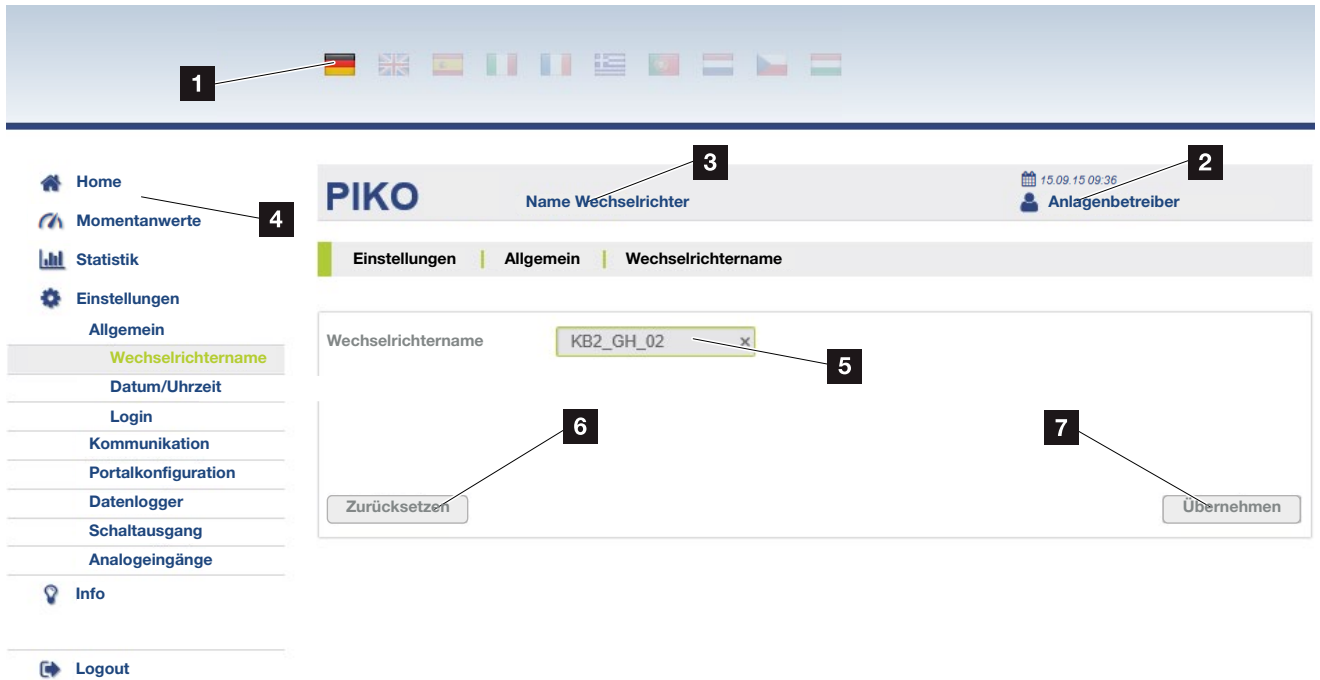 1
Home
Momentanwerte
4
Statistik
Einstellungen
Allgemein
Wechselrichtername
Datum/Uhrzeit
Login
Kommunikation
Portalkonfiguration
Datenlogger
Schaltausgang
Analogeingänge
Info
Logout
PIKO
3
Name Wechselrichter
2
15.09.15 09:36
Anlagenbetreiber
Einstellungen | Allgemein | Wechselrichtername
Wechselrichtername KB2_GH_02 ×
5
6
7
Zurücksetzen
Übernehmen